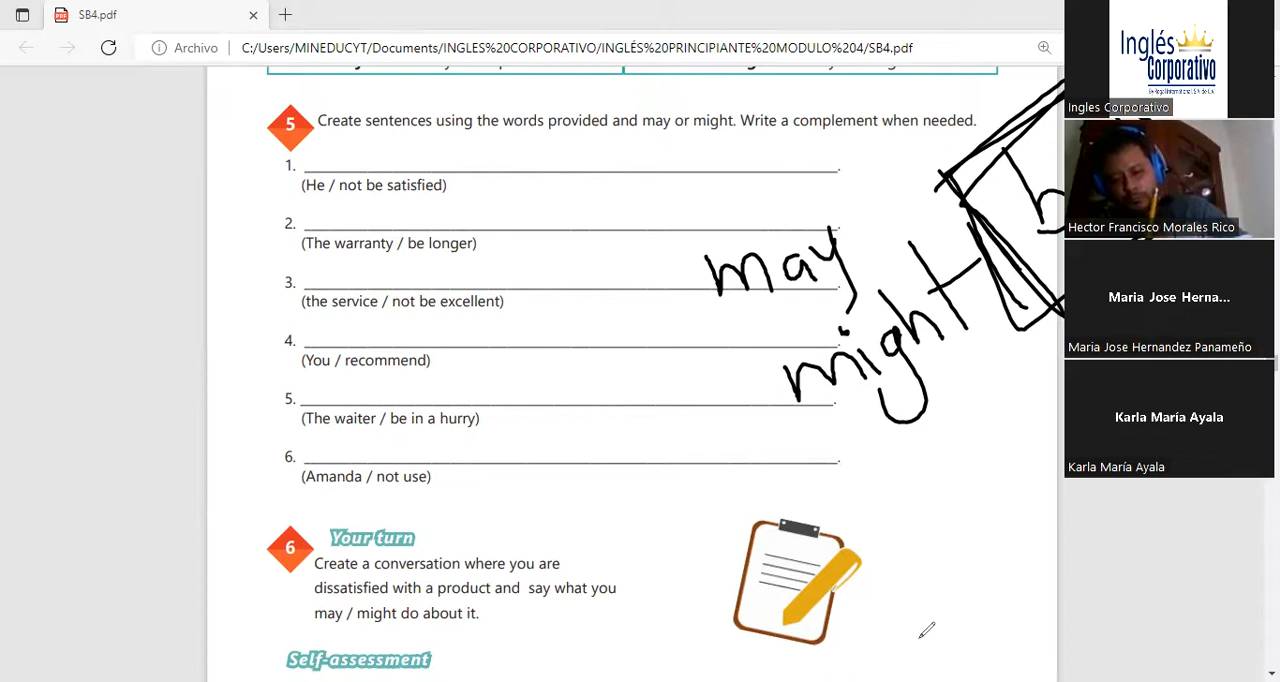 SB4.pdf
Archivo
C:/Users/MINEDUCYT/Documents/INGLÉS%20CORPORATIVO/INGLÉS%20PRINCIPIANTE%20MODULO%204/SB4.pdf
5 Create sentences using the words provided and may or might. Write a complement when needed.
1.
(He / not be satisfied)
2.
(The warranty / be longer)
3.
(the service / not be excellent)
4.
(You / recommend)
5.
(The waiter / be in a hurry)
6.
(Amanda / not use)
may
might
6 Your turn
Create a conversation where you are
dissatisfied with a product and say what you
may / might do about it.
Self-assessment
Inglés
Corporativo
Ingles Corporativo
Hector Francisco Morales Rico
Maria Jose Herna...
Maria Jose Hernandez Panameño
Karla María Ayala
Karla María Ayala